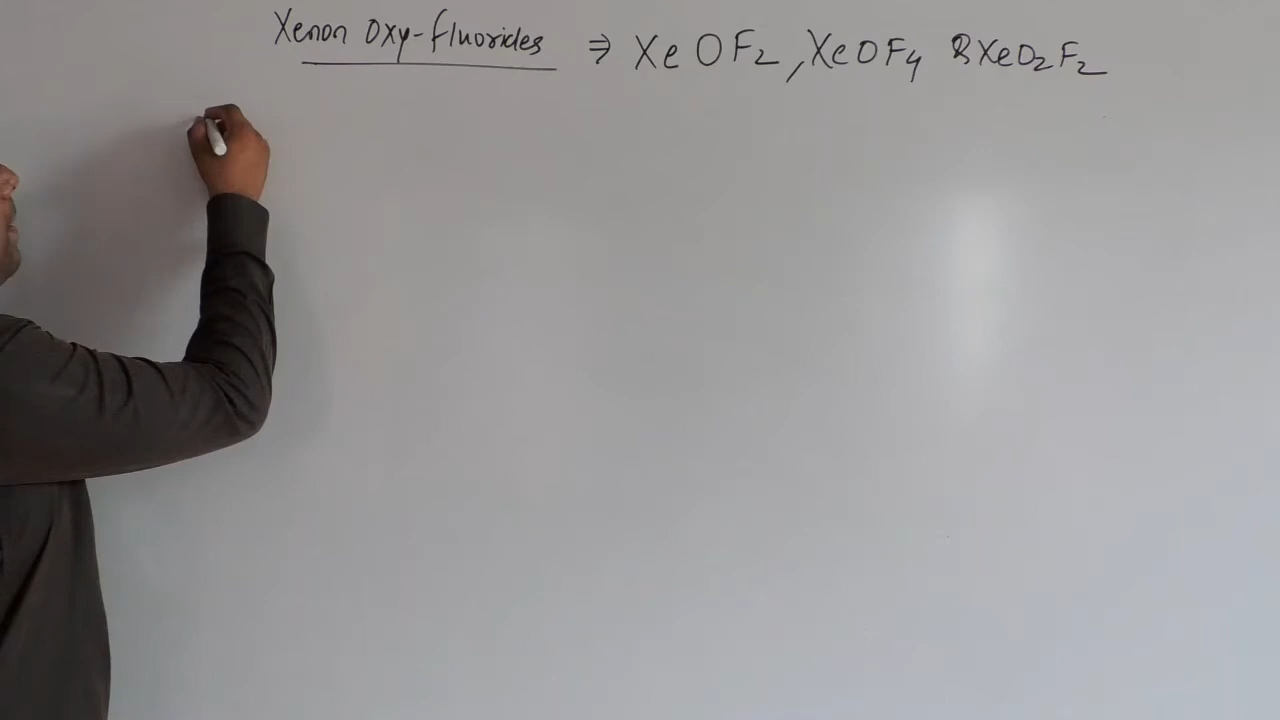 Xenon Oxy-fluorides ⇒ XeOF₂, XeOF₄ & XeO₂F₂